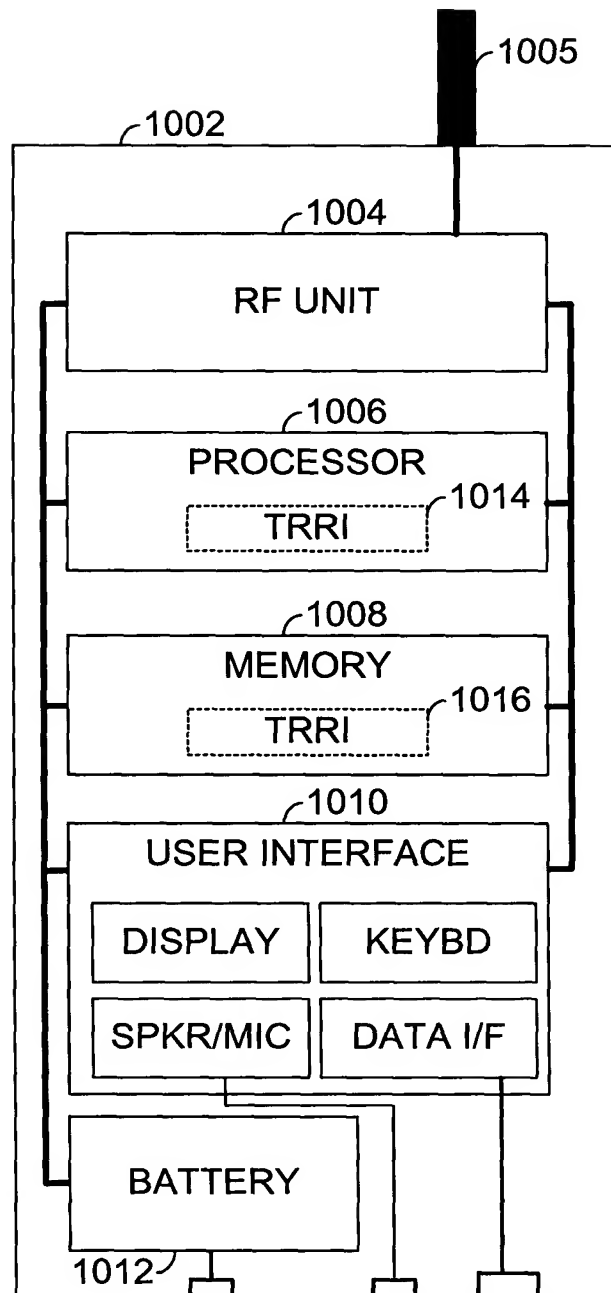 1005
1002
1004
RF UNIT
1006
PROCESSOR
1014
TRRI
1008
MEMORY
1016
TRRI
1010
USER INTERFACE
DISPLAY KEYBD
SPKR/MIC DATA I/F
BATTERY
1012